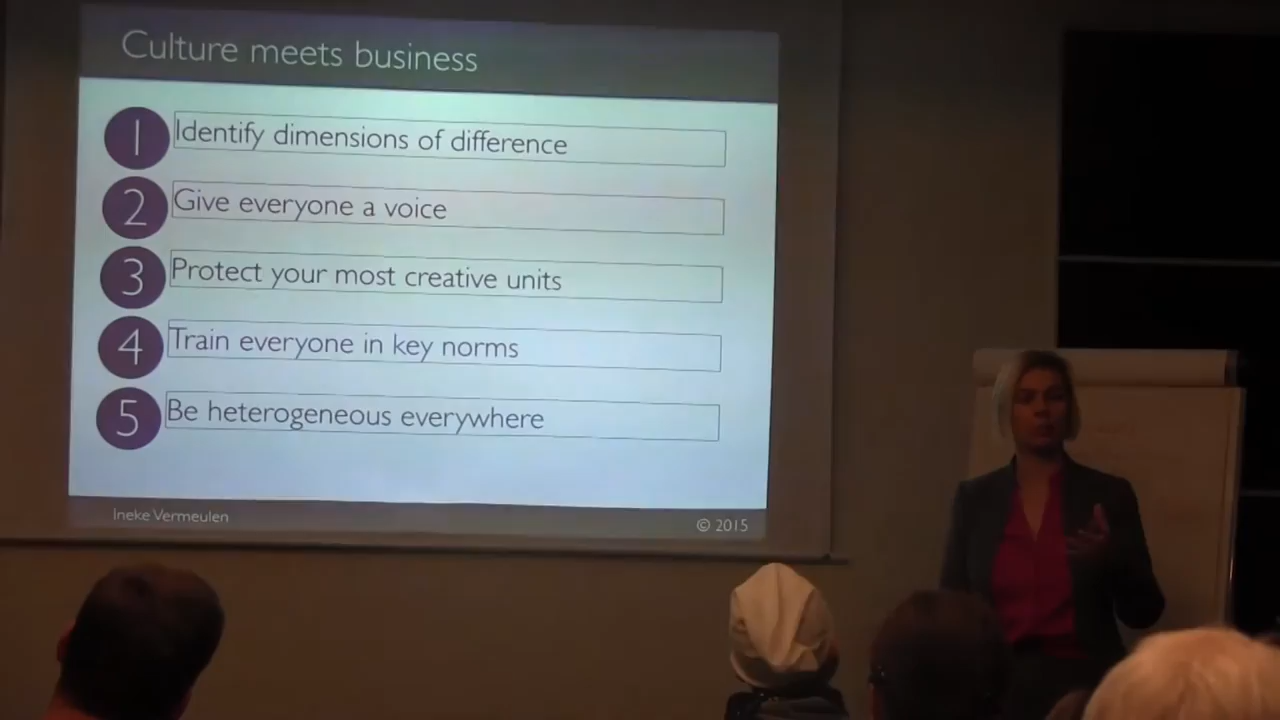 Culture meets business
1 Identify dimensions of difference
2 Give everyone a voice
3 Protect your most creative units
4 Train everyone in key norms
5 Be heterogeneous everywhere
Ineke Vermeulen
© 2015